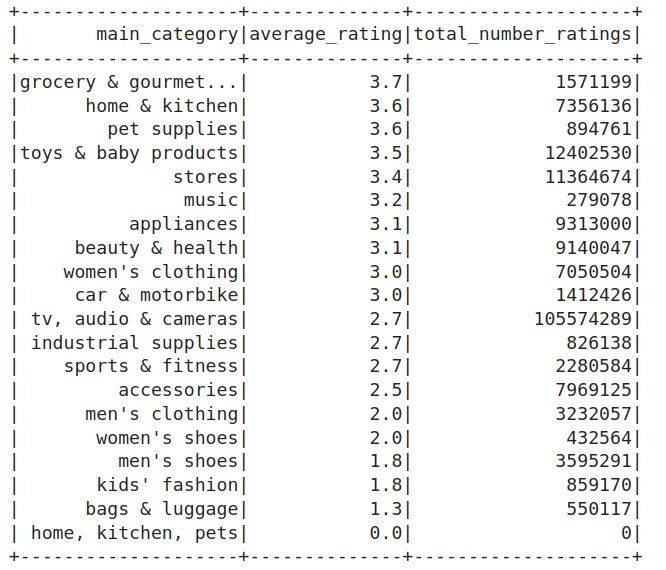 +--------------------+--------------+--------------------+
|       main_category|average_rating|total_number_ratings|
+--------------------+--------------+--------------------+
|grocery & gourmet...|           3.7|             1571199|
|      home & kitchen|           3.6|             7356136|
|        pet supplies|           3.6|              894761|
|toys & baby products|           3.5|            12402530|
|              stores|           3.4|            11364674|
|               music|           3.2|              279078|
|          appliances|           3.1|             9313000|
|     beauty & health|           3.1|             9140047|
|    women's clothing|           3.0|             7050504|
|     car & motorbike|           3.0|             1412426|
| tv, audio & cameras|           2.7|           105574289|
| industrial supplies|           2.7|              826138|
|    sports & fitness|           2.7|             2280584|
|         accessories|           2.5|             7969125|
|      men's clothing|           2.0|             3232057|
|       women's shoes|           2.0|              432564|
|         men's shoes|           1.8|             3595291|
|       kids' fashion|           1.8|              859170|
|      bags & luggage|           1.3|              550117|
| home, kitchen, pets|           0.0|                   0|
+--------------------+--------------+--------------------+